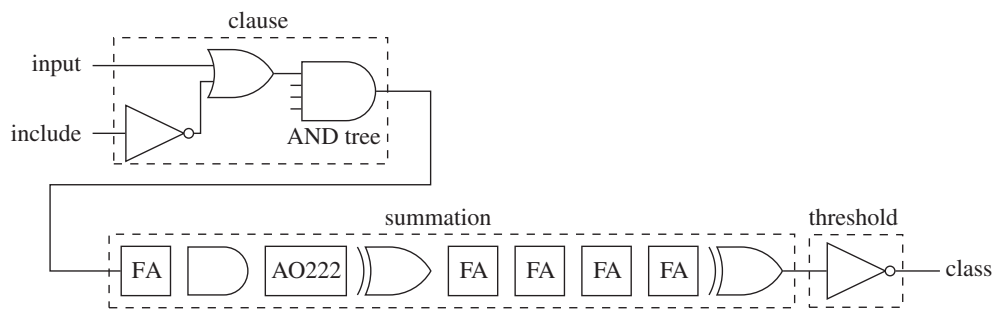 clause
input
include
AND tree
summation
threshold
FA AO222 FA FA FA FA
class